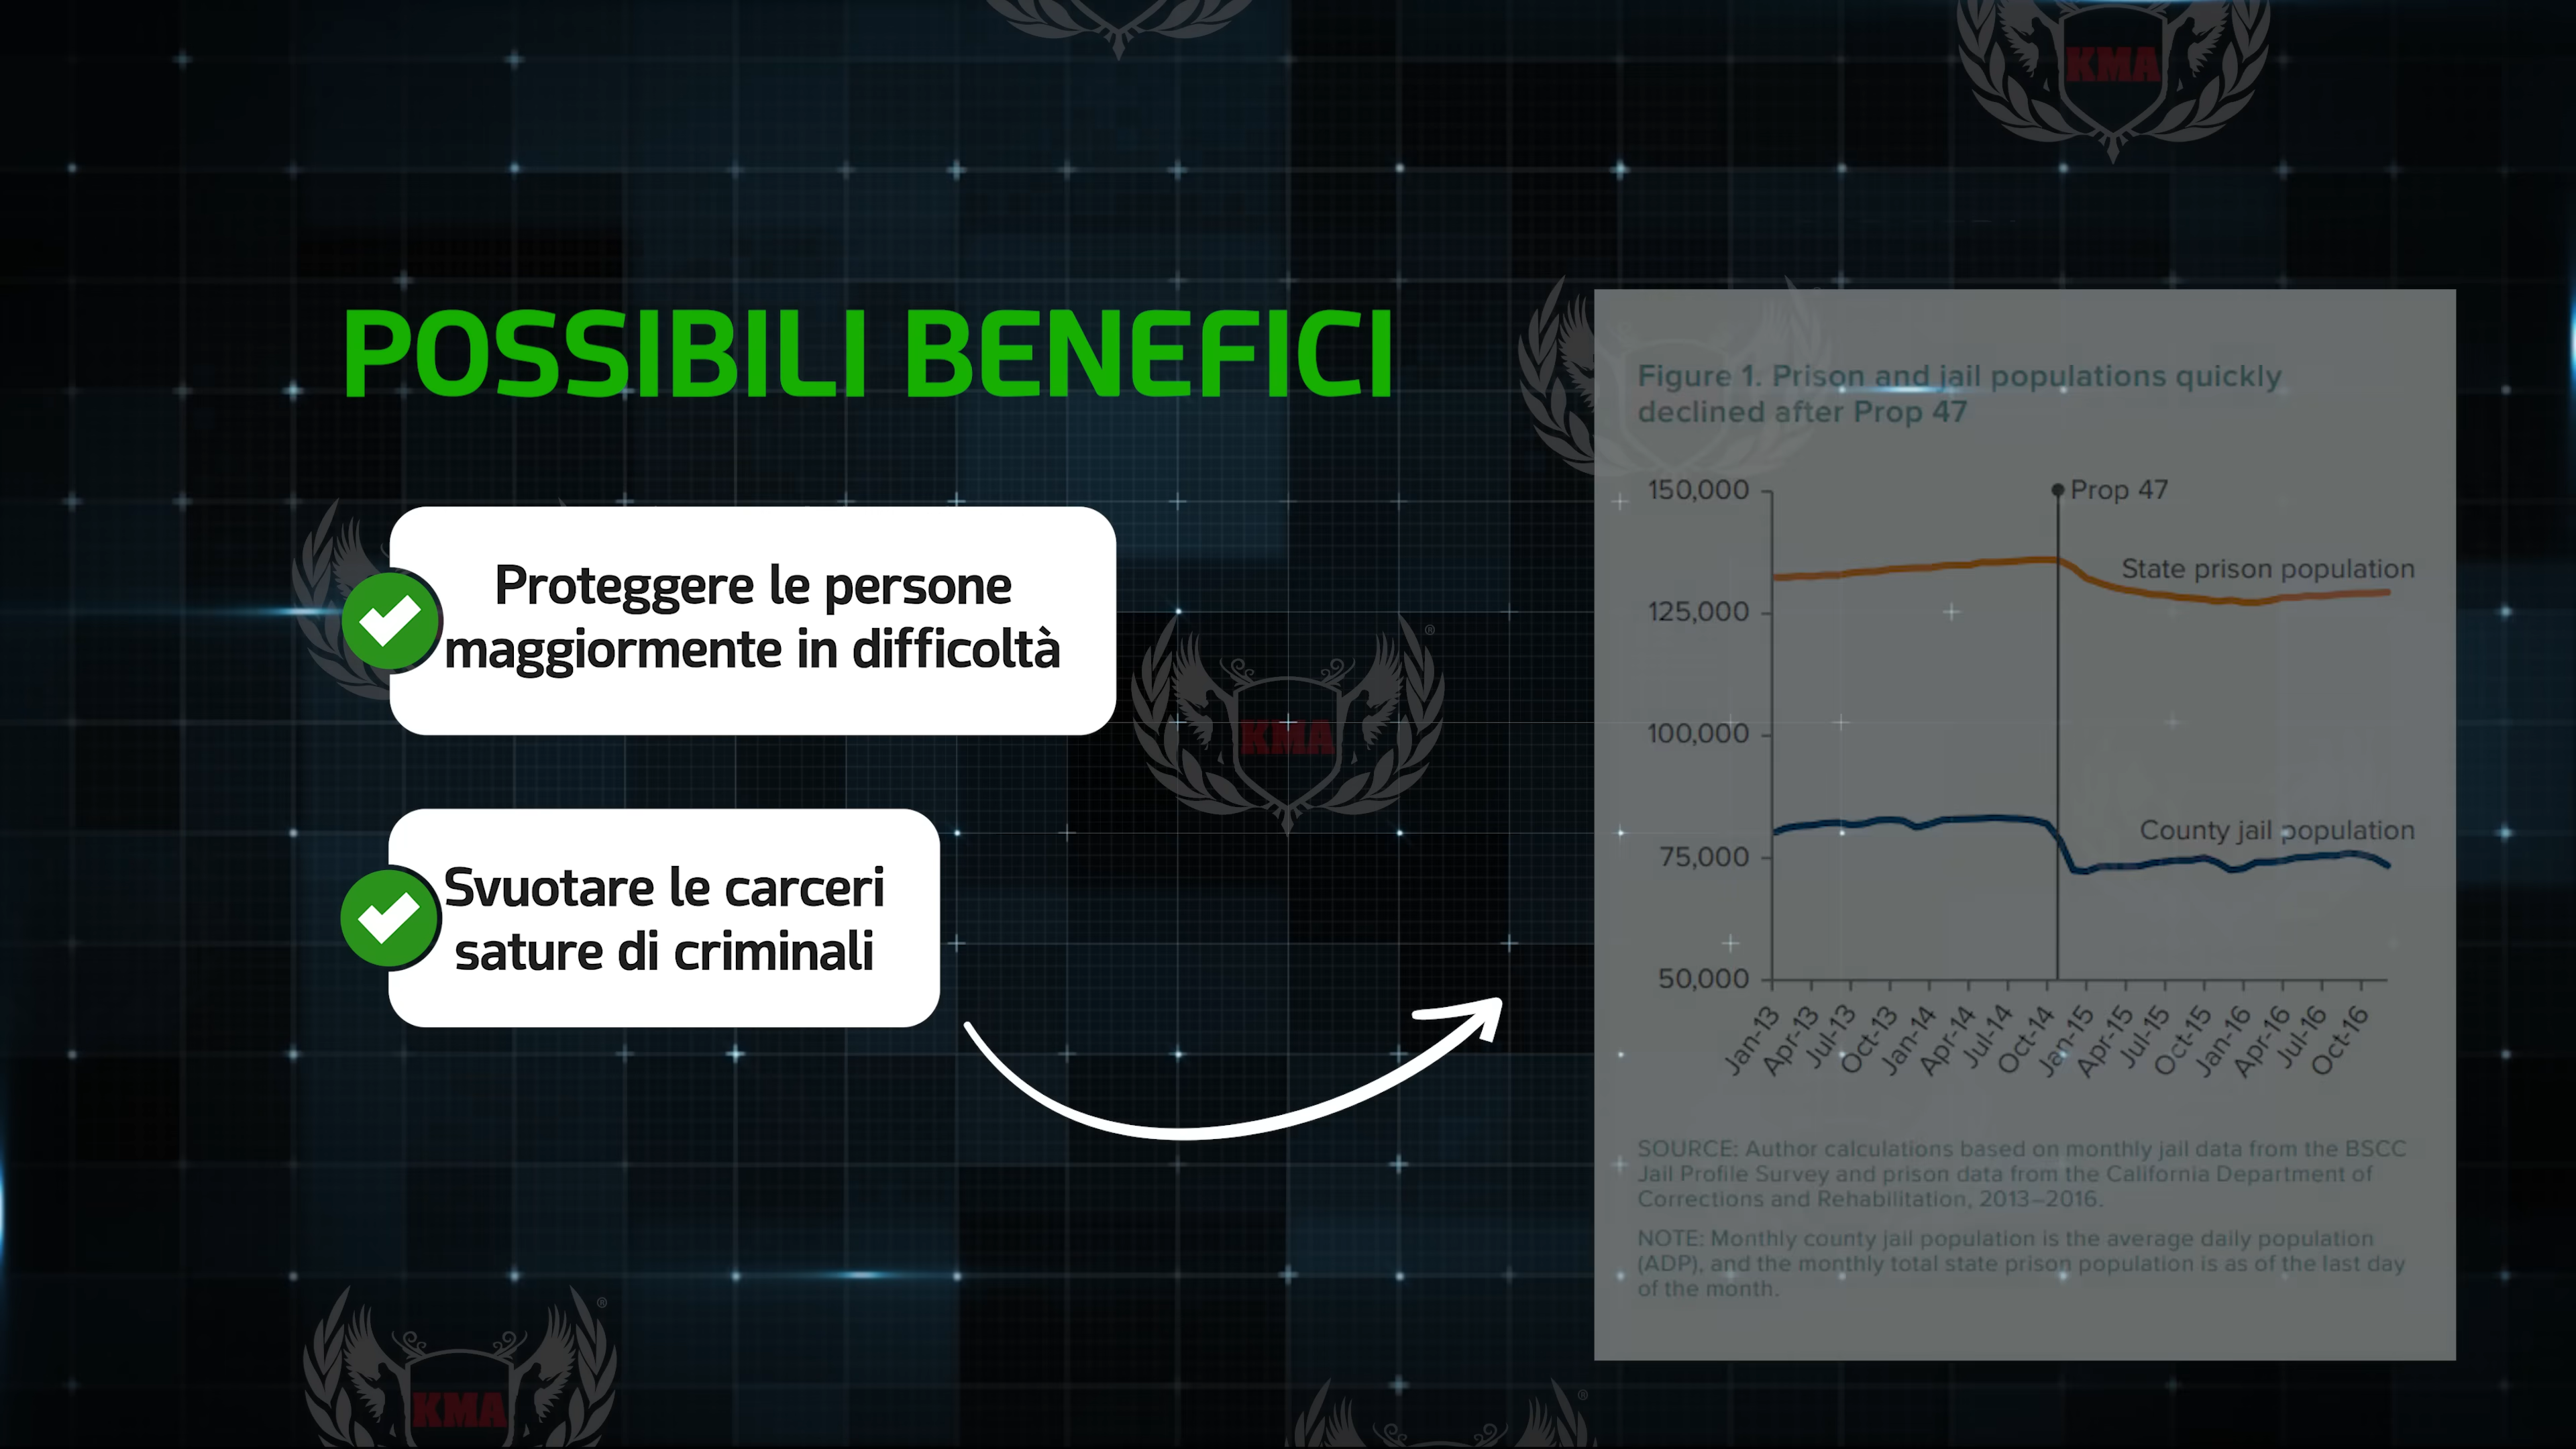 KMA
POSSIBILI BENEFICI
Proteggere le persone
maggiormente in difficoltà
Svuotare le carceri
sature di criminali
KMA
®
KMA
®
®
Figure 1. Prison and jail populations quickly
declined after Prop 47
150,000
125,000
100,000
75,000
50,000
Prop 47
State prison population
County jail population
Jan-13
Apr-13
Jul-13
Oct-13
Jan-14
Apr-14
Jul-14
Oct-14
Jan-15
Apr-15
Jul-15
Oct-15
Jan-16
Apr-16
Jul-16
Oct-16
SOURCE: Author calculations based on monthly jail data from the BSCC
Jail Profile Survey and prison data from the California Department of
Corrections and Rehabilitation, 2013–2016.
NOTE: Monthly county jail population is the average daily population
(ADP), and the monthly total state prison population is as of the last day
of the month.